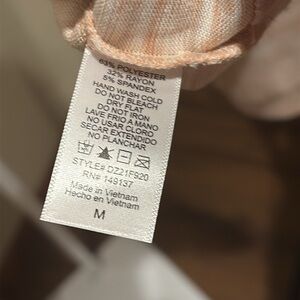 63% POLYESTER
32% RAYON
5% SPANDEX
HAND WASH COLD
DO NOT BLEACH
DRY FLAT
DO NOT IRON
LAVE FRIO A MANO
NO USAR CLORO
SECAR EXTENDIDO
NO PLANCHAR
STYLE# DZ21F920
RN# 148137
Made in Vietnam
Hecho en Vietnam
M